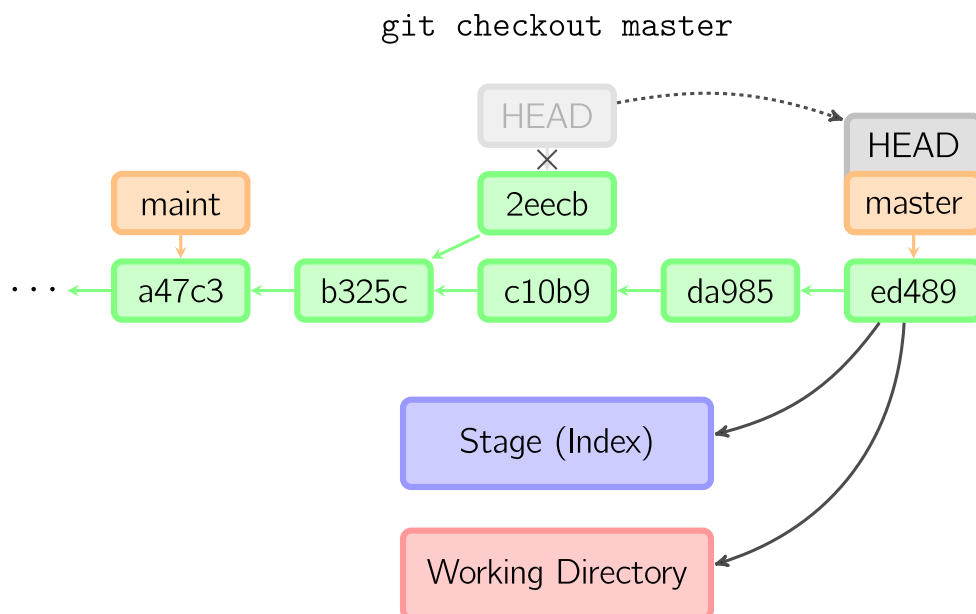 git checkout master
HEAD
HEAD
maint
2eecb
master
...
a47c3
b325c
c10b9
da985
ed489
Stage (Index)
Working Directory